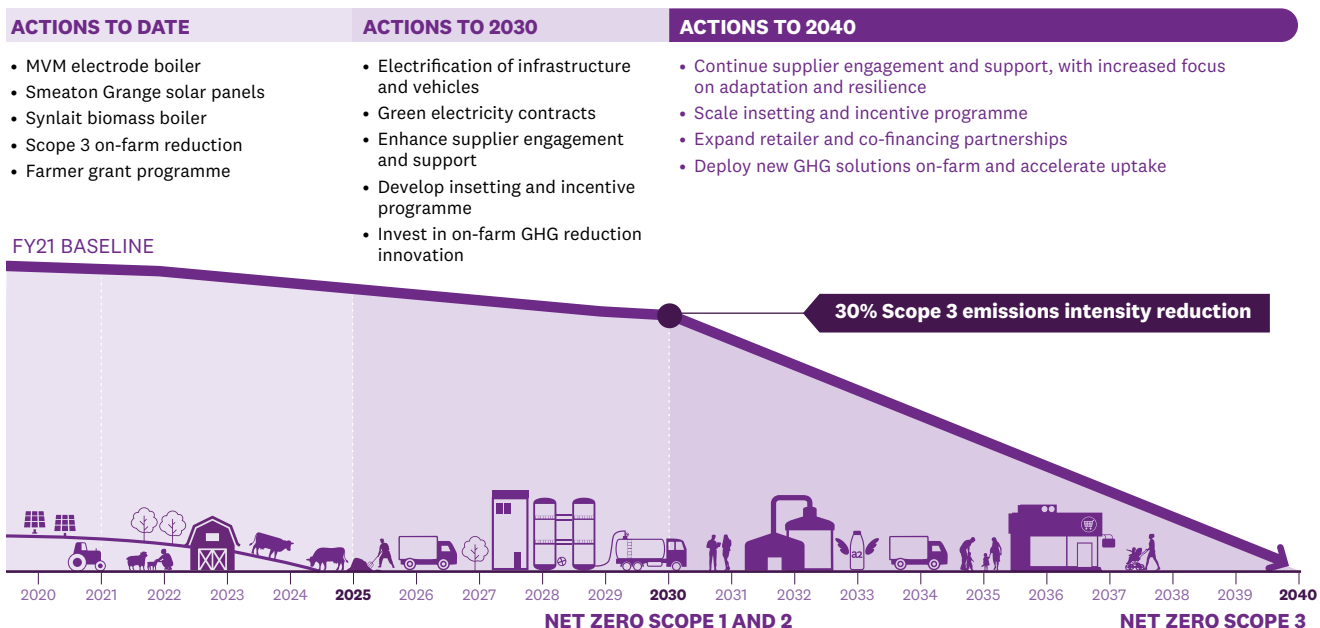 ACTIONS TO DATE
• MVM electrode boiler
• Smeaton Grange solar panels
• Synlait biomass boiler
• Scope 3 on-farm reduction
• Farmer grant programme
ACTIONS TO 2030
• Electrification of infrastructure
and vehicles
• Green electricity contracts
• Enhance supplier engagement
and support
• Develop insetting and incentive
programme
• Invest in on-farm GHG reduction
innovation
ACTIONS TO 2040
• Continue supplier engagement and support, with increased focus
on adaptation and resilience
• Scale insetting and incentive programme
• Expand retailer and co-financing partnerships
• Deploy new GHG solutions on-farm and accelerate uptake
FY21 BASELINE
30% Scope 3 emissions intensity reduction
a2
2020 2021 2022 2023 2024 2025 2026 2027 2028 2029 2030 2031 2032 2033 2034 2035 2036 2037 2038 2039 2040
NET ZERO SCOPE 1 AND 2
NET ZERO SCOPE 3